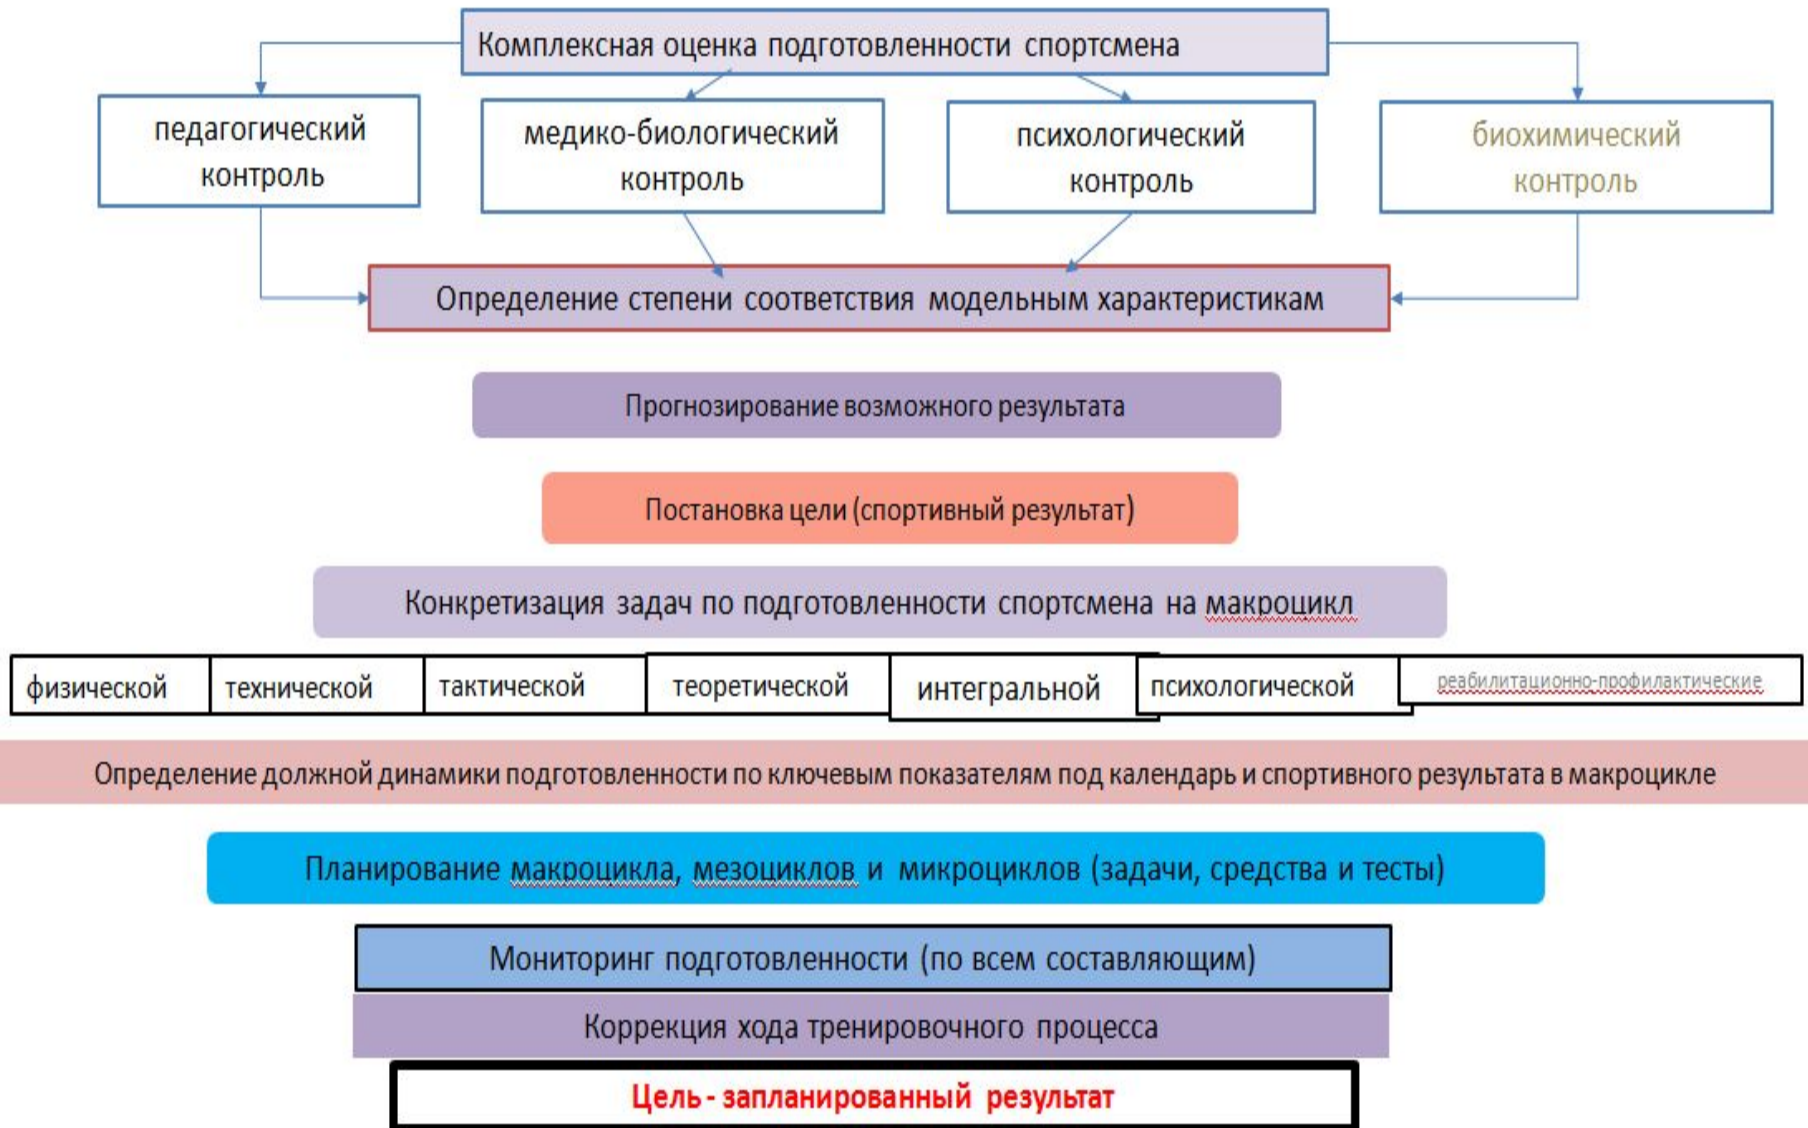 Комплексная оценка подготовленности спортсмена
педагогический
контроль
медико-биологический
контроль
психологический
контроль
биохимический
контроль
Определение степени соответствия модельным характеристикам
Прогнозирование возможного результата
Постановка цели (спортивный результат)
Конкретизация задач по подготовленности спортсмена на макроцикл
физической
технической
тактической
теоретической
интегральной
психологической
реабилитационно-профилактические
Определение должной динамики подготовленности по ключевым показателям под календарь и спортивного результата в макроцикле
Планирование макроцикла, мезоциклов и микроциклов (задачи, средства и тесты)
Мониторинг подготовленности (по всем составляющим)
Коррекция хода тренировочного процесса
Цель - запланированный результат